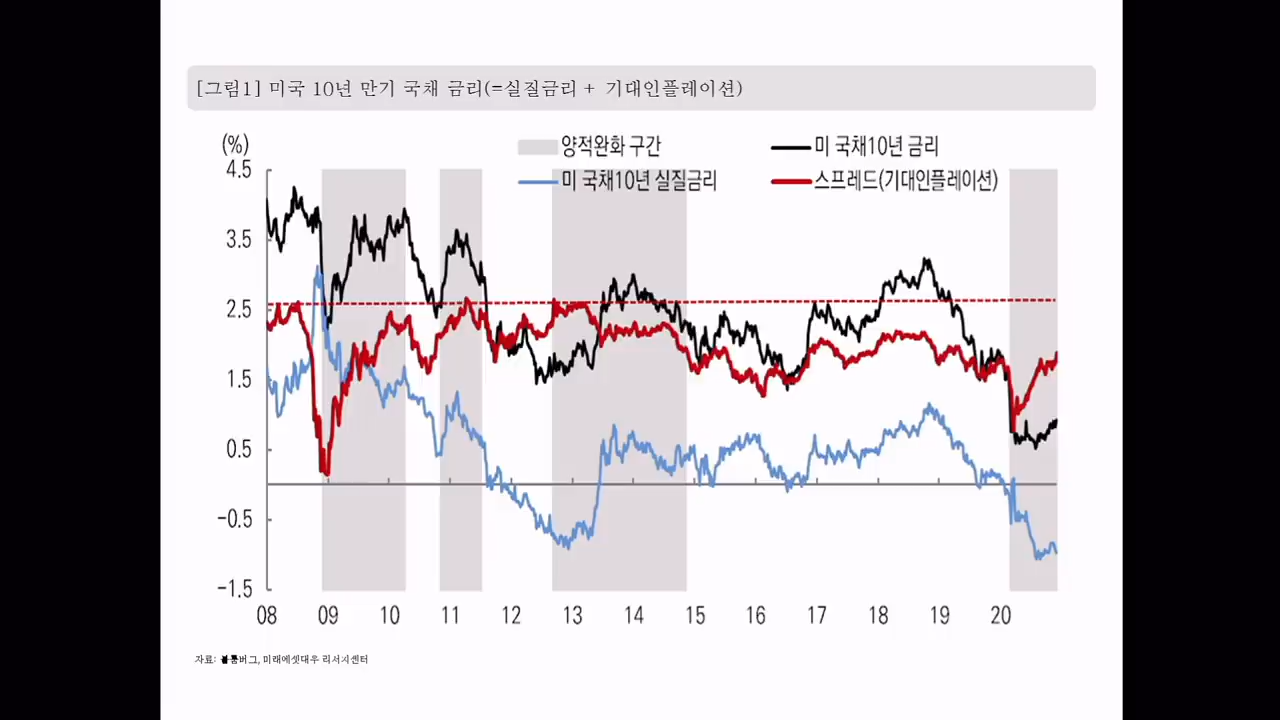 [그림1] 미국 10년 만기 국채 금리(=실질금리 + 기대인플레이션)
(%)
양적완화 구간
미 국채10년 금리
미 국채10년 실질금리
스프레드(기대인플레이션)
4.5
3.5
2.5
1.5
0.5
-0.5
-1.5
08 09 10 11 12 13 14 15 16 17 18 19 20
자료: 블룸버그, 미래에셋대우 리서치센터